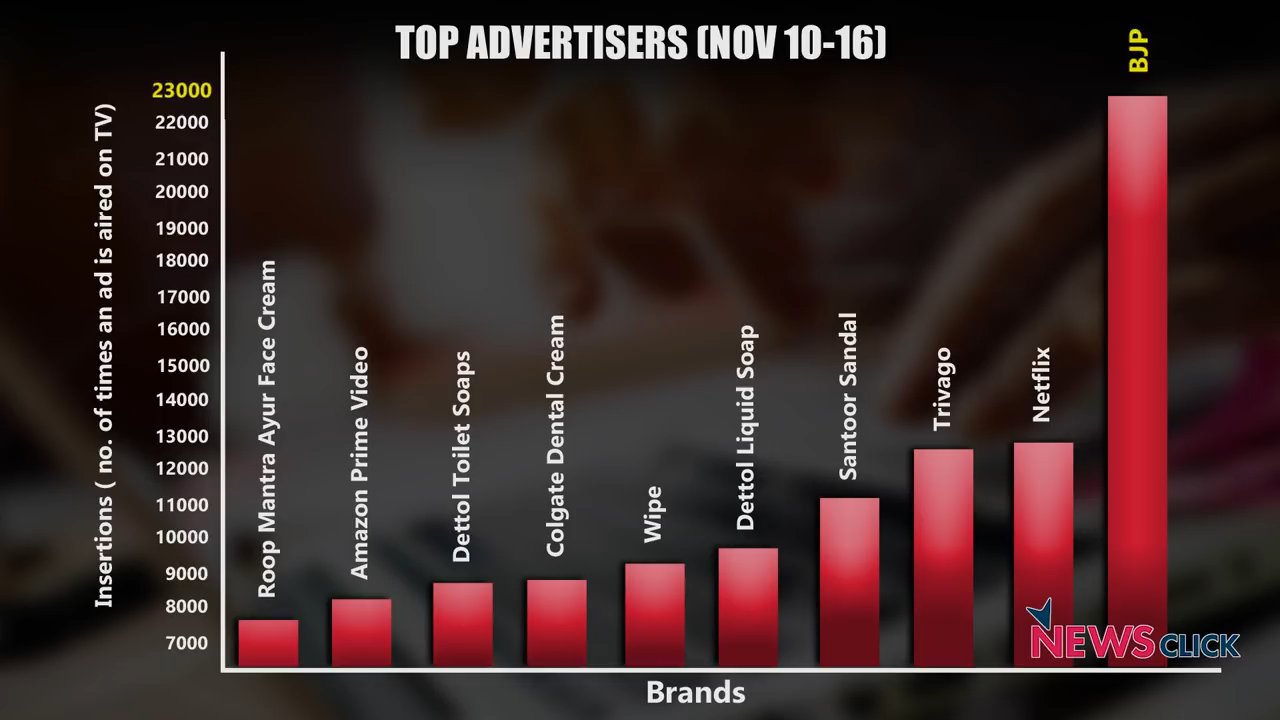 TOP ADVERTISERS (NOV 10-16)
Insertions ( no. of times an ad is aired on TV)
23000
22000
21000
20000
19000
18000
17000
16000
15000
14000
13000
12000
11000
10000
9000
8000
7000
Roop Mantra Ayur Face Cream
Amazon Prime Video
Dettol Toilet Soaps
Colgate Dental Cream
Wipe
Dettol Liquid Soap
Santoor Sandal
Trivago
Netflix
BJP
NEWSCLICK
Brands